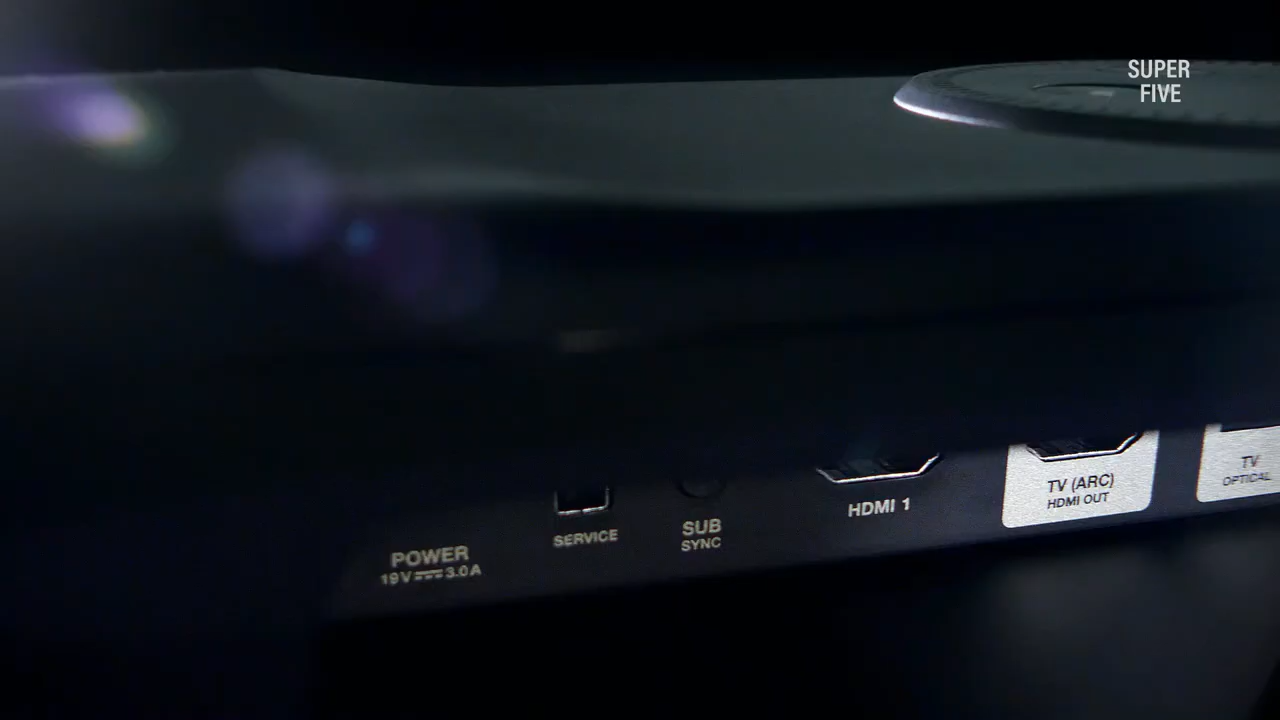 SUPER
FIVE
POWER
19V⎓3.0A
SERVICE
SUB
SYNC
HDMI 1
TV (ARC)
HDMI OUT
TV
OPTICAL